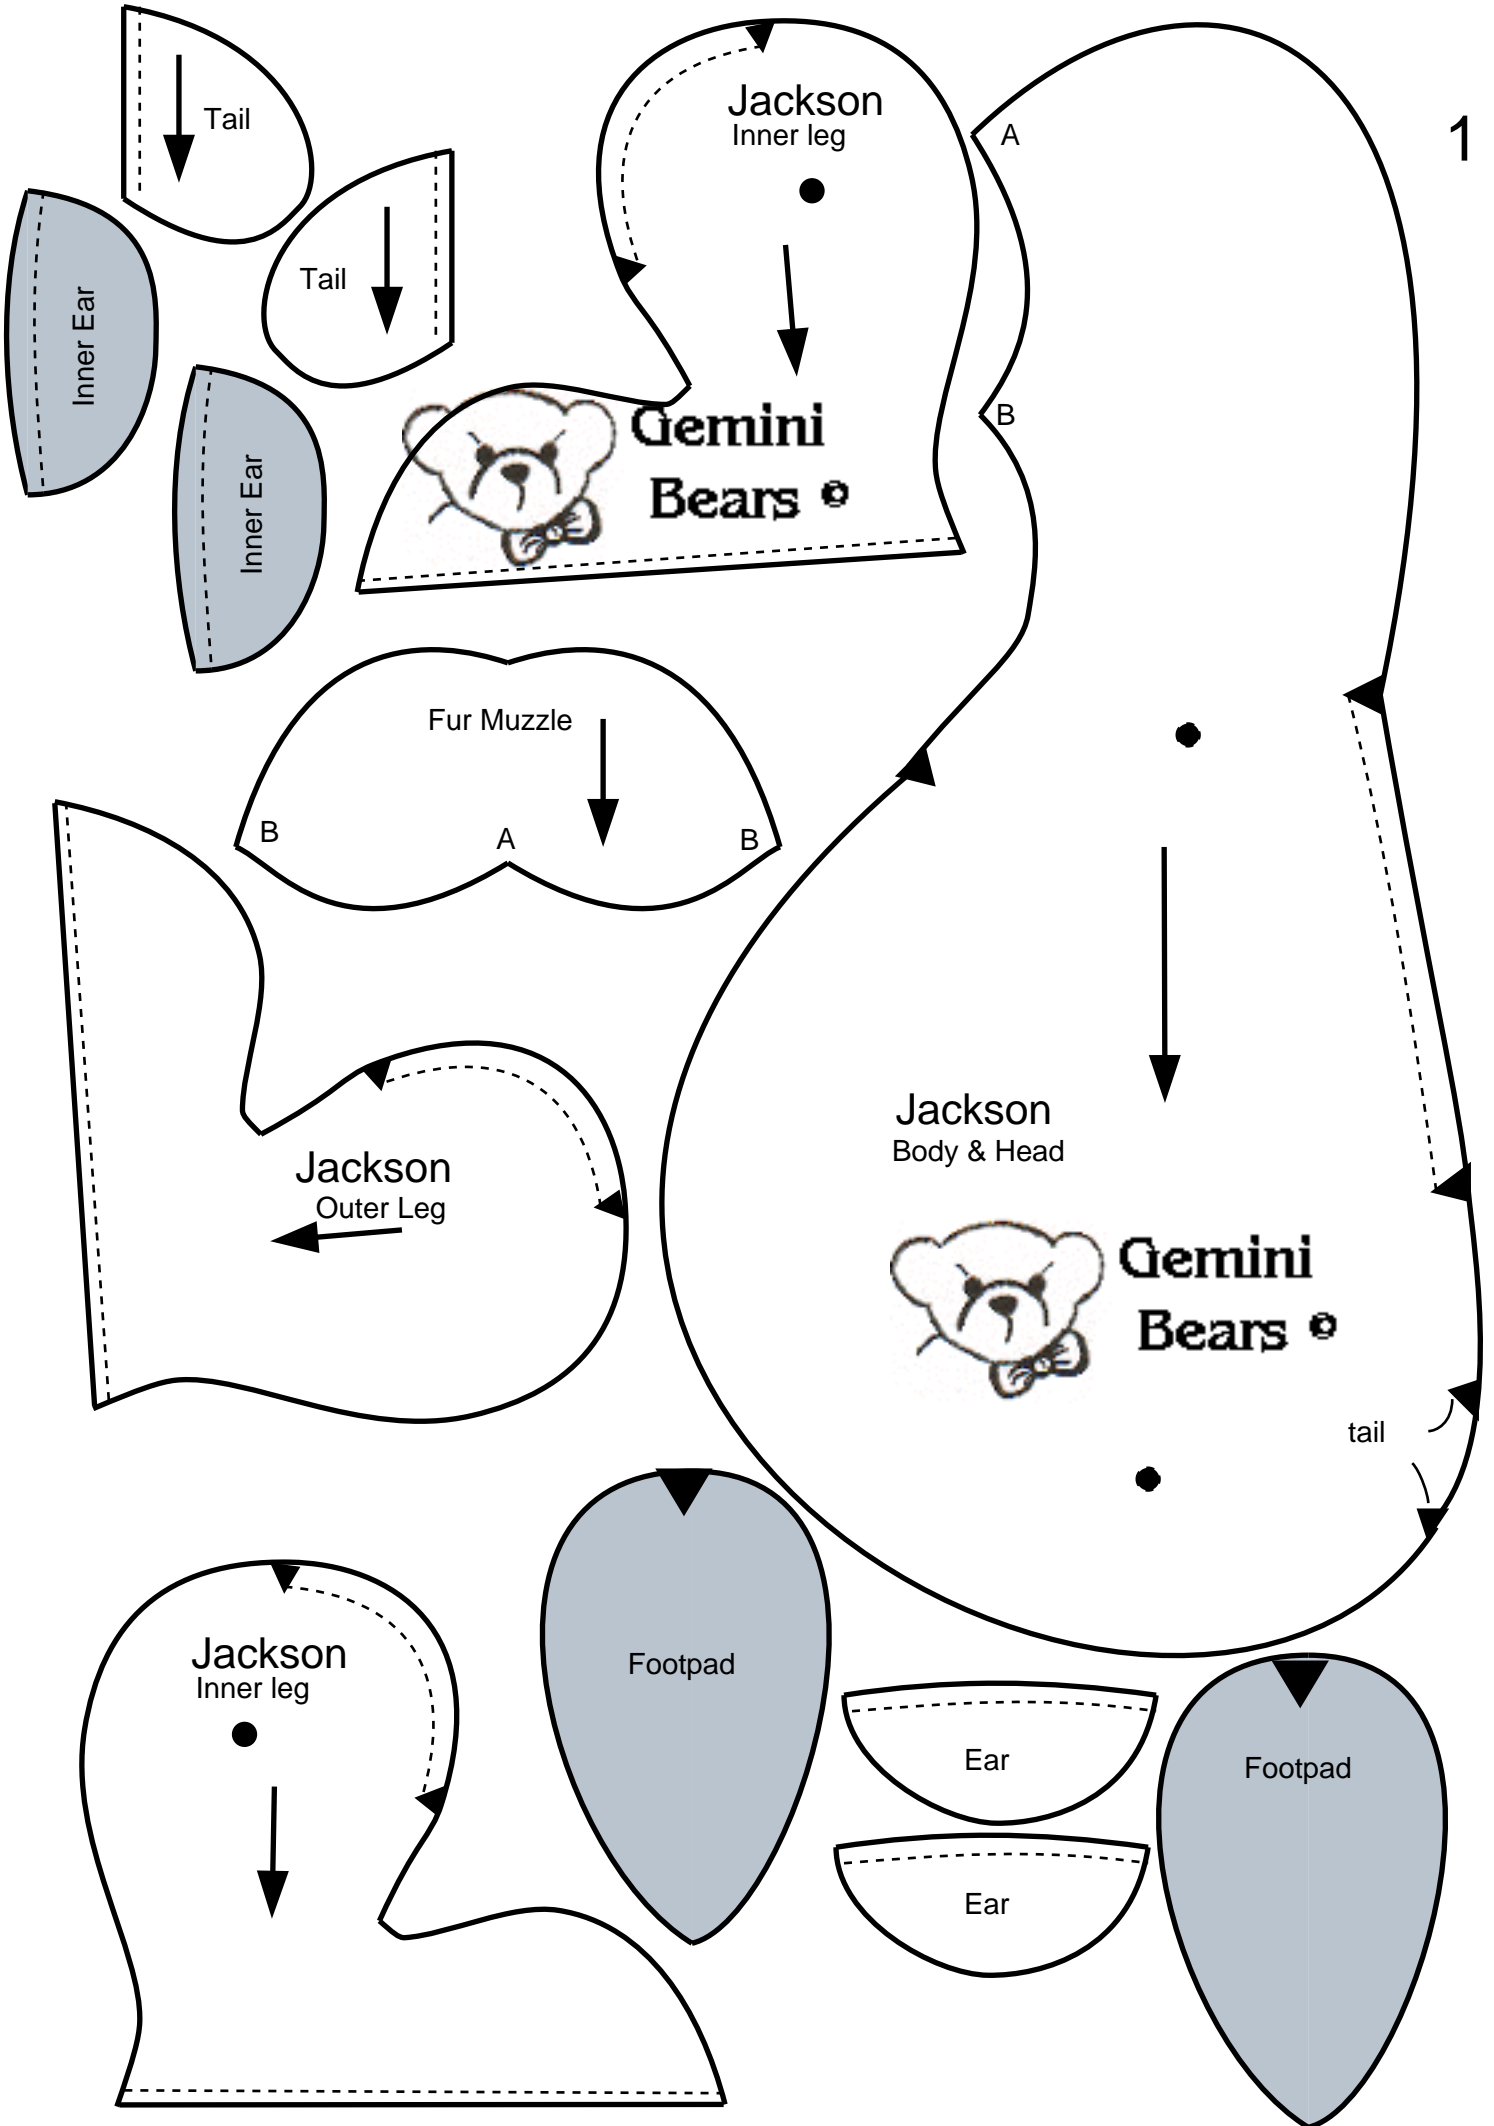 Tail
Jackson
Inner leg
A
1
Tail
Inner Ear
B
Gemini
Bears ©
Inner Ear
Fur Muzzle
B
A
B
Jackson
Body & Head
Jackson
Outer Leg
Gemini
Bears ©
tail
Jackson
Inner leg
Footpad
Ear
Footpad
Ear